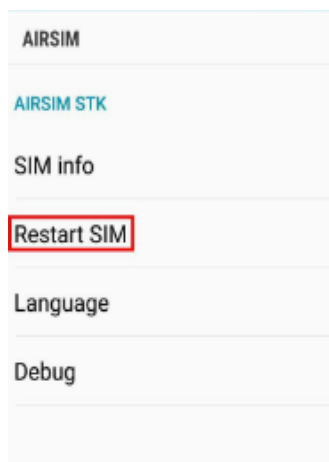 AIRSIM
AIRSIM STK
SIM info
Restart SIM
Language
Debug